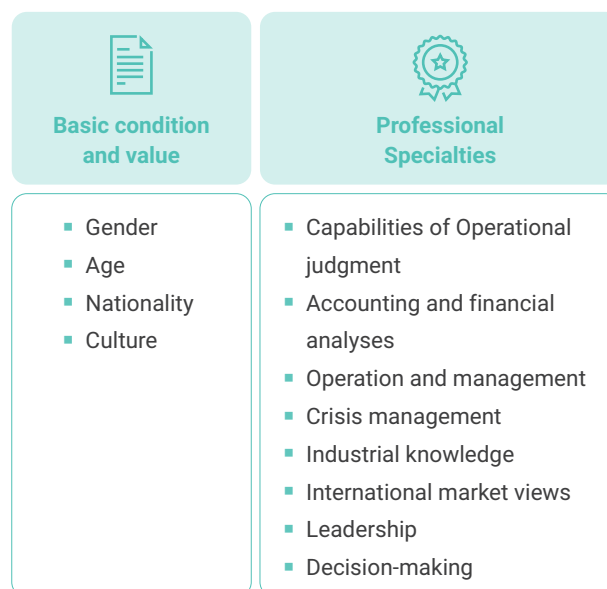 Basic condition
and value
Professional
Specialties
Gender
Age
Nationality
Culture
Capabilities of Operational
judgment
Accounting and financial
analyses
Operation and management
Crisis management
Industrial knowledge
International market views
Leadership
Decision-making